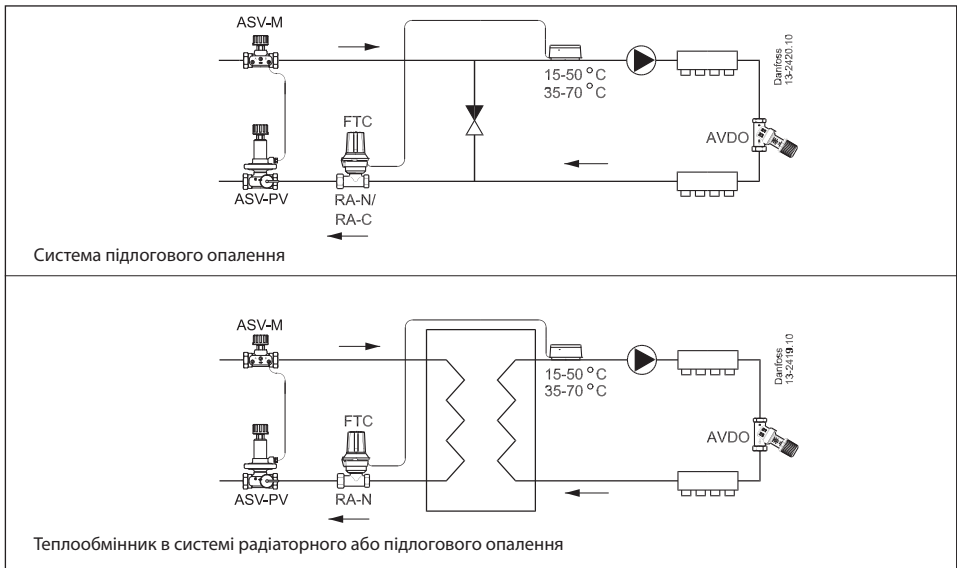 ASV-M
15-50 °C
35-70 °C
Danfoss
13-2420.10
AVDO
FTC
ASV-PV
RA-N/
RA-C
Система підлогового опалення
ASV-M
15-50 °C
35-70 °C
Danfoss
13-2419.10
AVDO
FTC
ASV-PV
RA-N
Теплообмінник в системі радіаторного або підлогового опалення